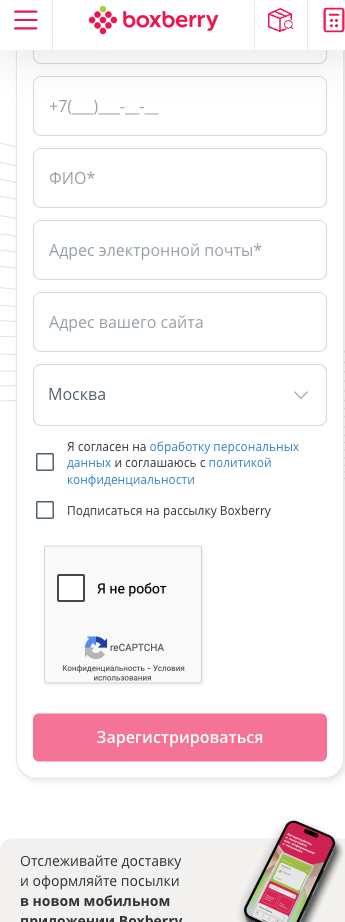 boxberry
+7(___)___-__-__
ФИО*
Адрес электронной почты*
Адрес вашего сайта
Москва
Я согласен на обработку персональных
данных и соглашаюсь с политикой
конфиденциальности
Подписаться на рассылку Boxberry
Я не робот
reCAPTCHA
Конфиденциальность - Условия
использования
Зарегистрироваться
Отслеживайте доставку
и оформляйте посылки
в новом мобильном
приложении Boxberry